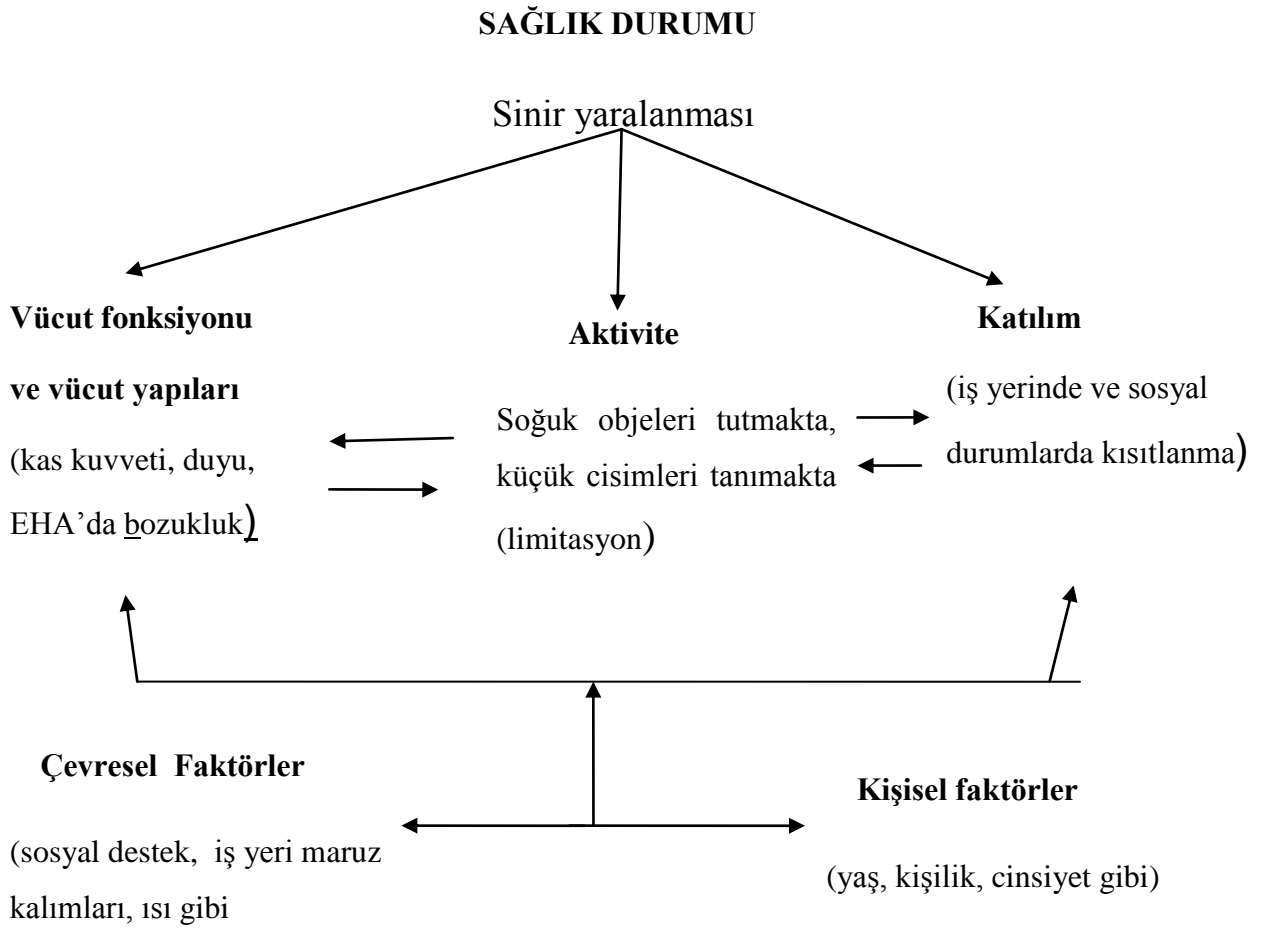 SAĞLIK DURUMU
Sinir yaralanması
Vücut fonksiyonu
ve vücut yapıları
(kas kuvveti, duyu,
EHA’da bozukluk)
Aktivite
Soğuk objeleri tutmakta,
küçük cisimleri tanımakta
(limitasyon)
Katılım
(iş yerinde ve sosyal
durumlarda kısıtlanma)
Çevresel Faktörler
(sosyal destek, iş yeri maruz
kalımları, ısı gibi
Kişisel faktörler
(yaş, kişilik, cinsiyet gibi)